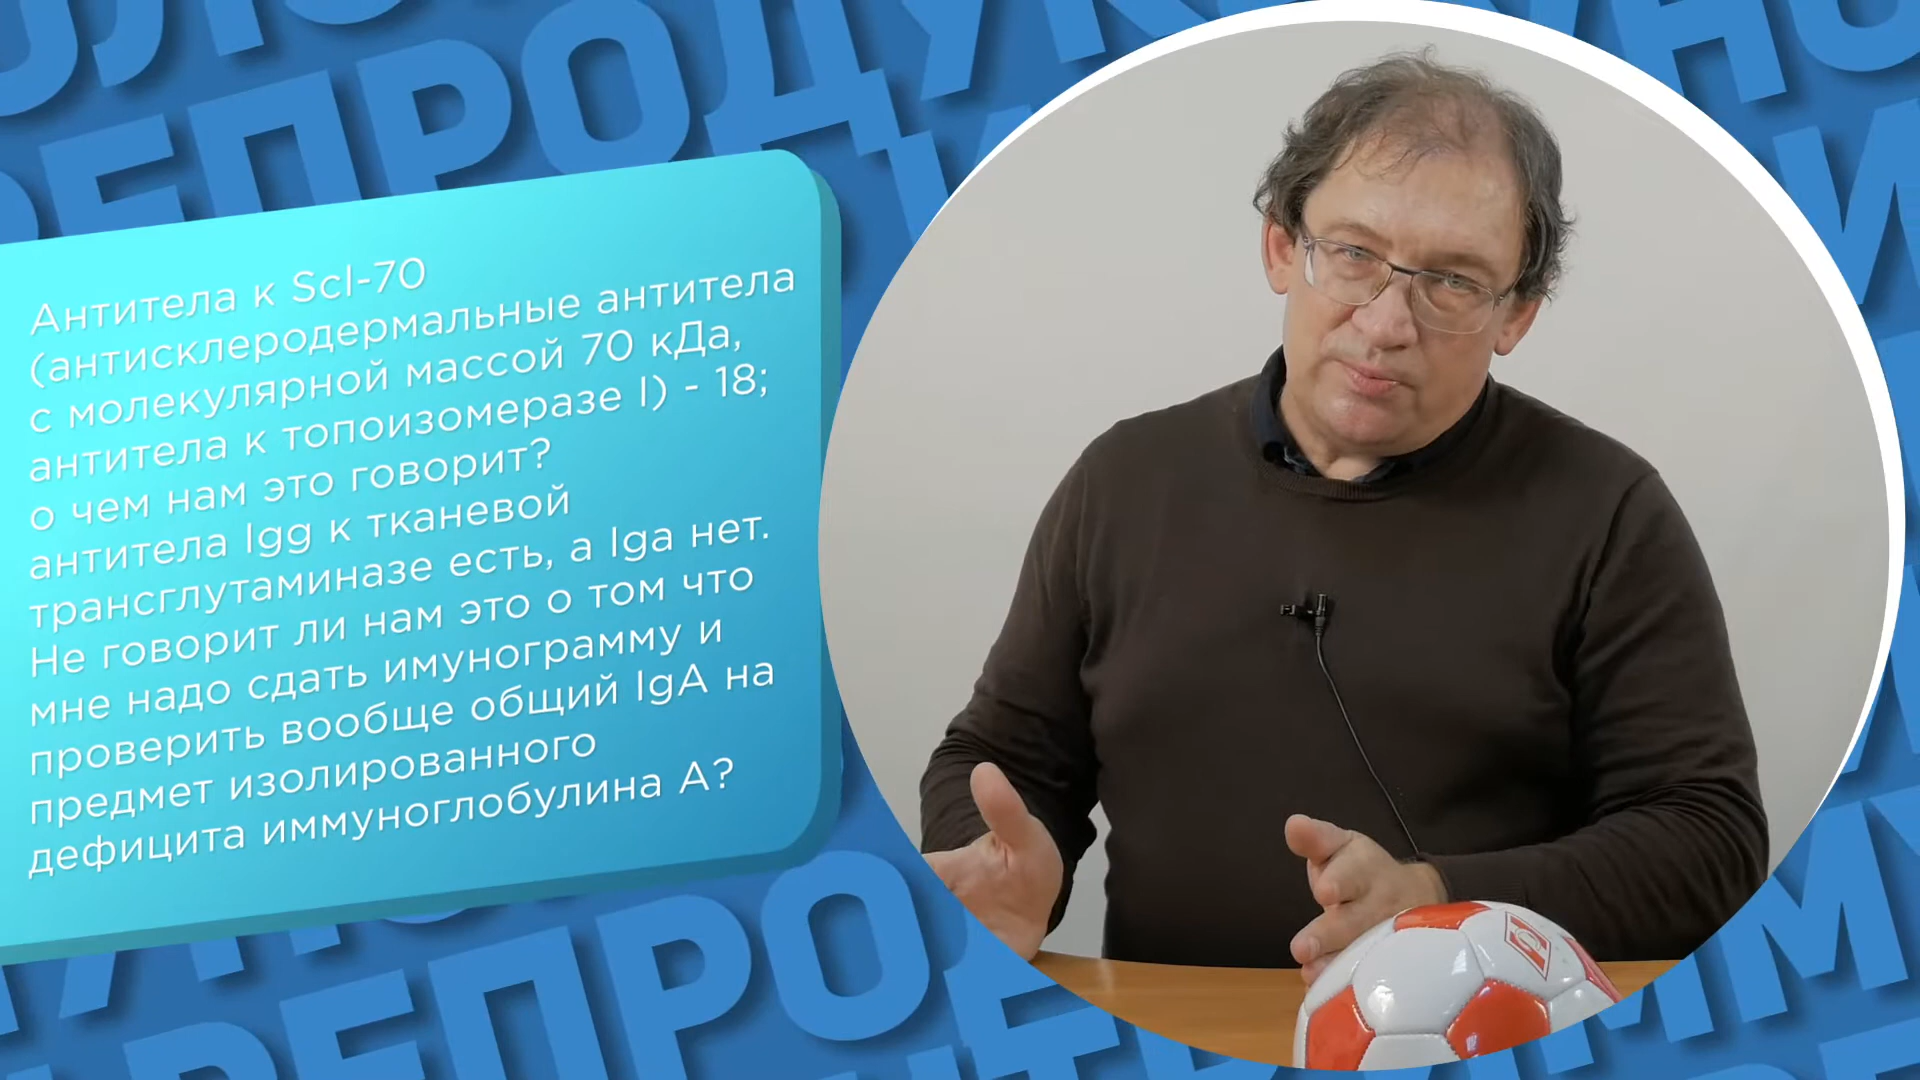 Антитела к Scl-70
(антисклеродермальные антитела
с молекулярной массой 70 кДа,
антитела к топоизомеразе I) - 18;
о чем нам это говорит?
антитела Igg к тканевой
трансглутаминазе есть, а Iga нет.
Не говорит ли нам это о том что
мне надо сдать имунограмму и
проверить вообще общий IgA на
предмет изолированного
дефицита иммуноглобулина А?